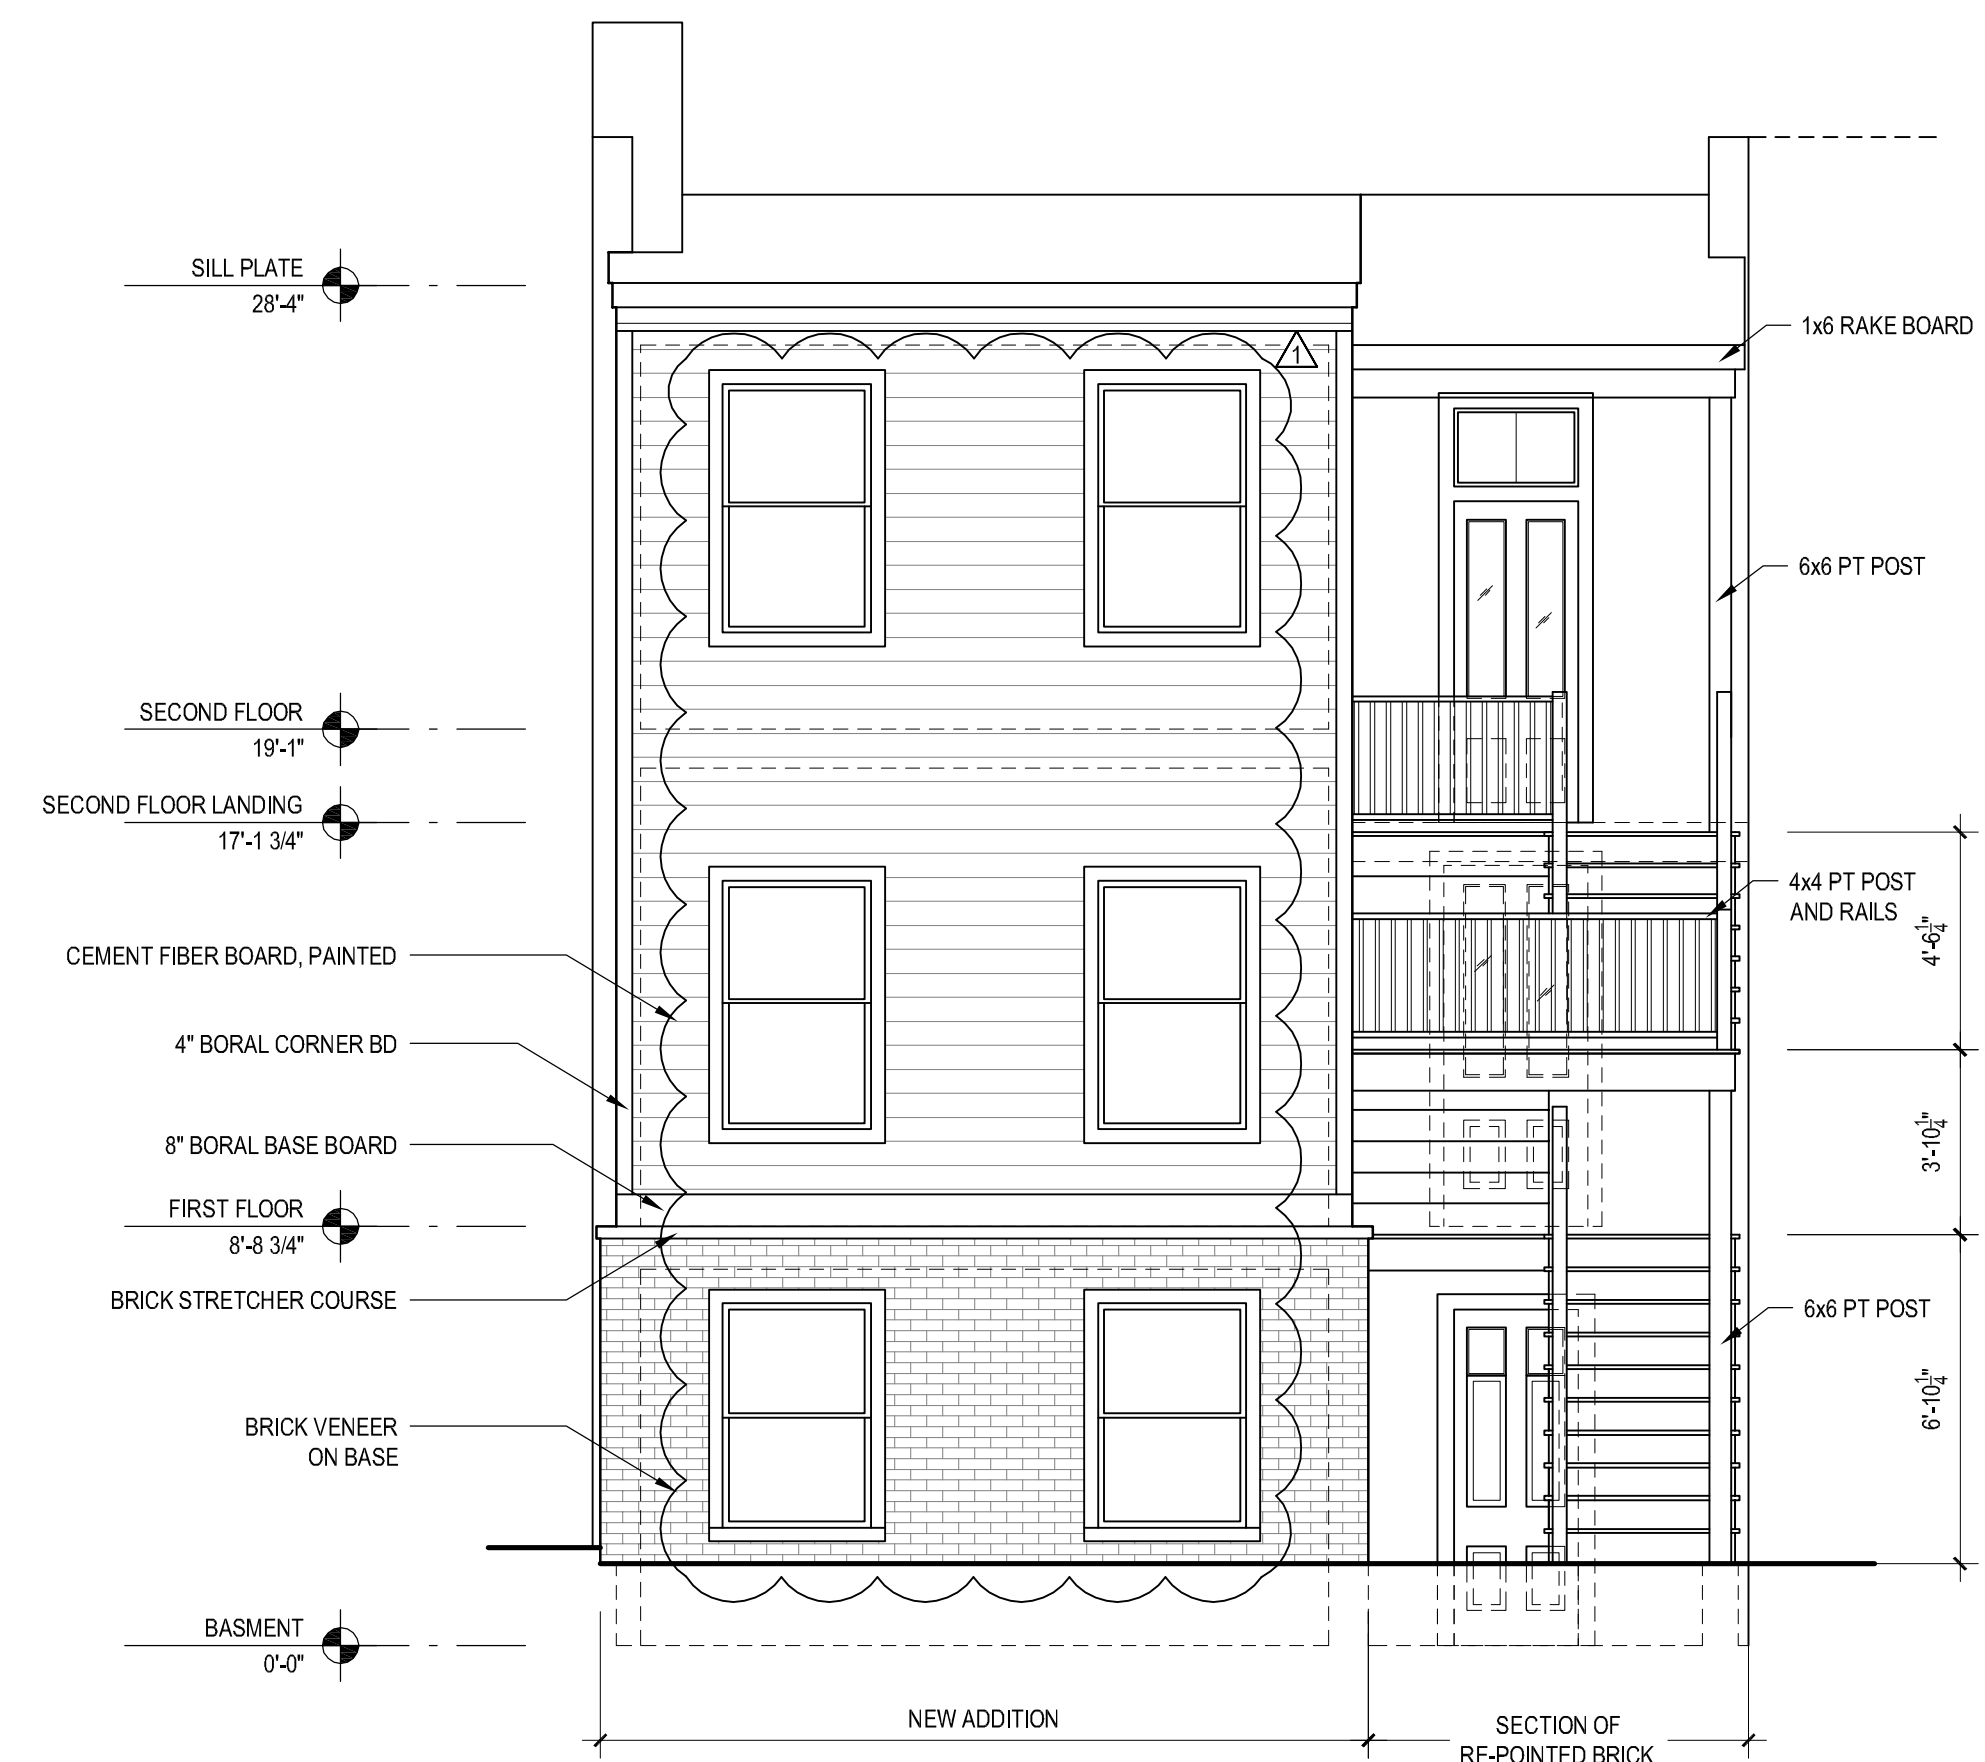 SILL PLATE
28'-4"
1x6 RAKE BOARD
1
6x6 PT POST
SECOND FLOOR
19'-1"
SECOND FLOOR LANDING
17'-1 3/4"
4x4 PT POST
AND RAILS
4'-6 1/4"
CEMENT FIBER BOARD, PAINTED
4" BORAL CORNER BD
3'-10 1/4"
8" BORAL BASE BOARD
FIRST FLOOR
8'-8 3/4"
BRICK STRETCHER COURSE
6x6 PT POST
6'-10 1/4"
BRICK VENEER
ON BASE
BASMENT
0'-0"
NEW ADDITION
SECTION OF
RE-POINTED BRICK